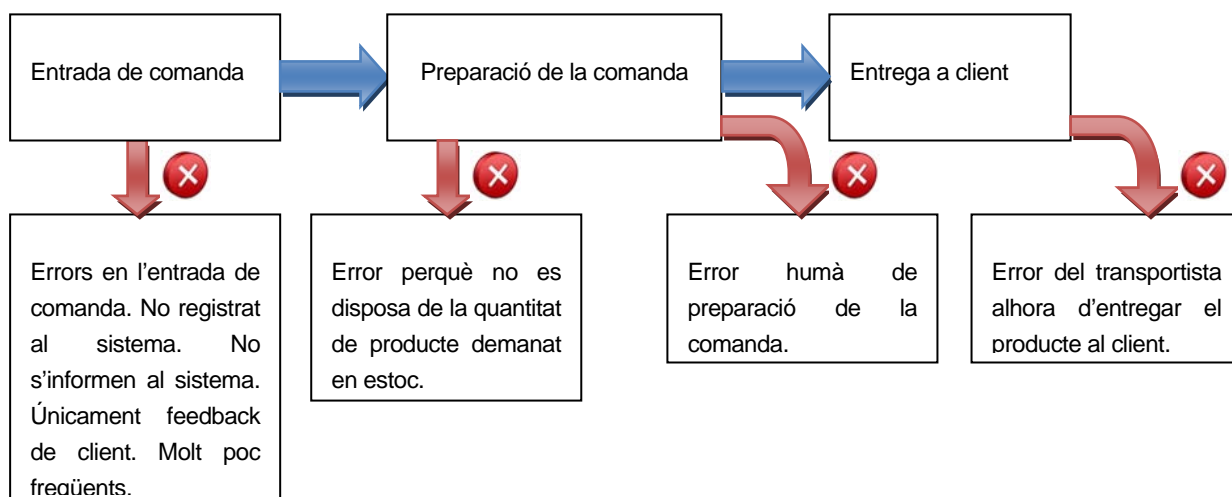 Entrada de comanda
Preparació de la comanda
Entrega a client
Errors en l’entrada de
comanda. No registrat
al sistema. No
s’informen al sistema.
Únicament feedback
de client. Molt poc
freqüents.
Error perquè no es
disposa de la quantitat
de producte demanat
en estoc.
Error humà de
preparació de la
comanda.
Error del transportista
alhora d’entregar el
producte al client.